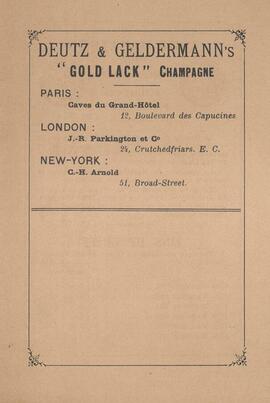 DEUTZ & GELDERMANN'S
"GOLD LACK" CHAMPAGNE
PARIS :
Caves du Grand-Hôtel
12, Boulevard des Capucines
LONDON :
J.-R. Parkington et Cº
24, Crutchedfriars. E. C.
NEW-YORK :
C.-H. Arnold
51, Broad-Street.